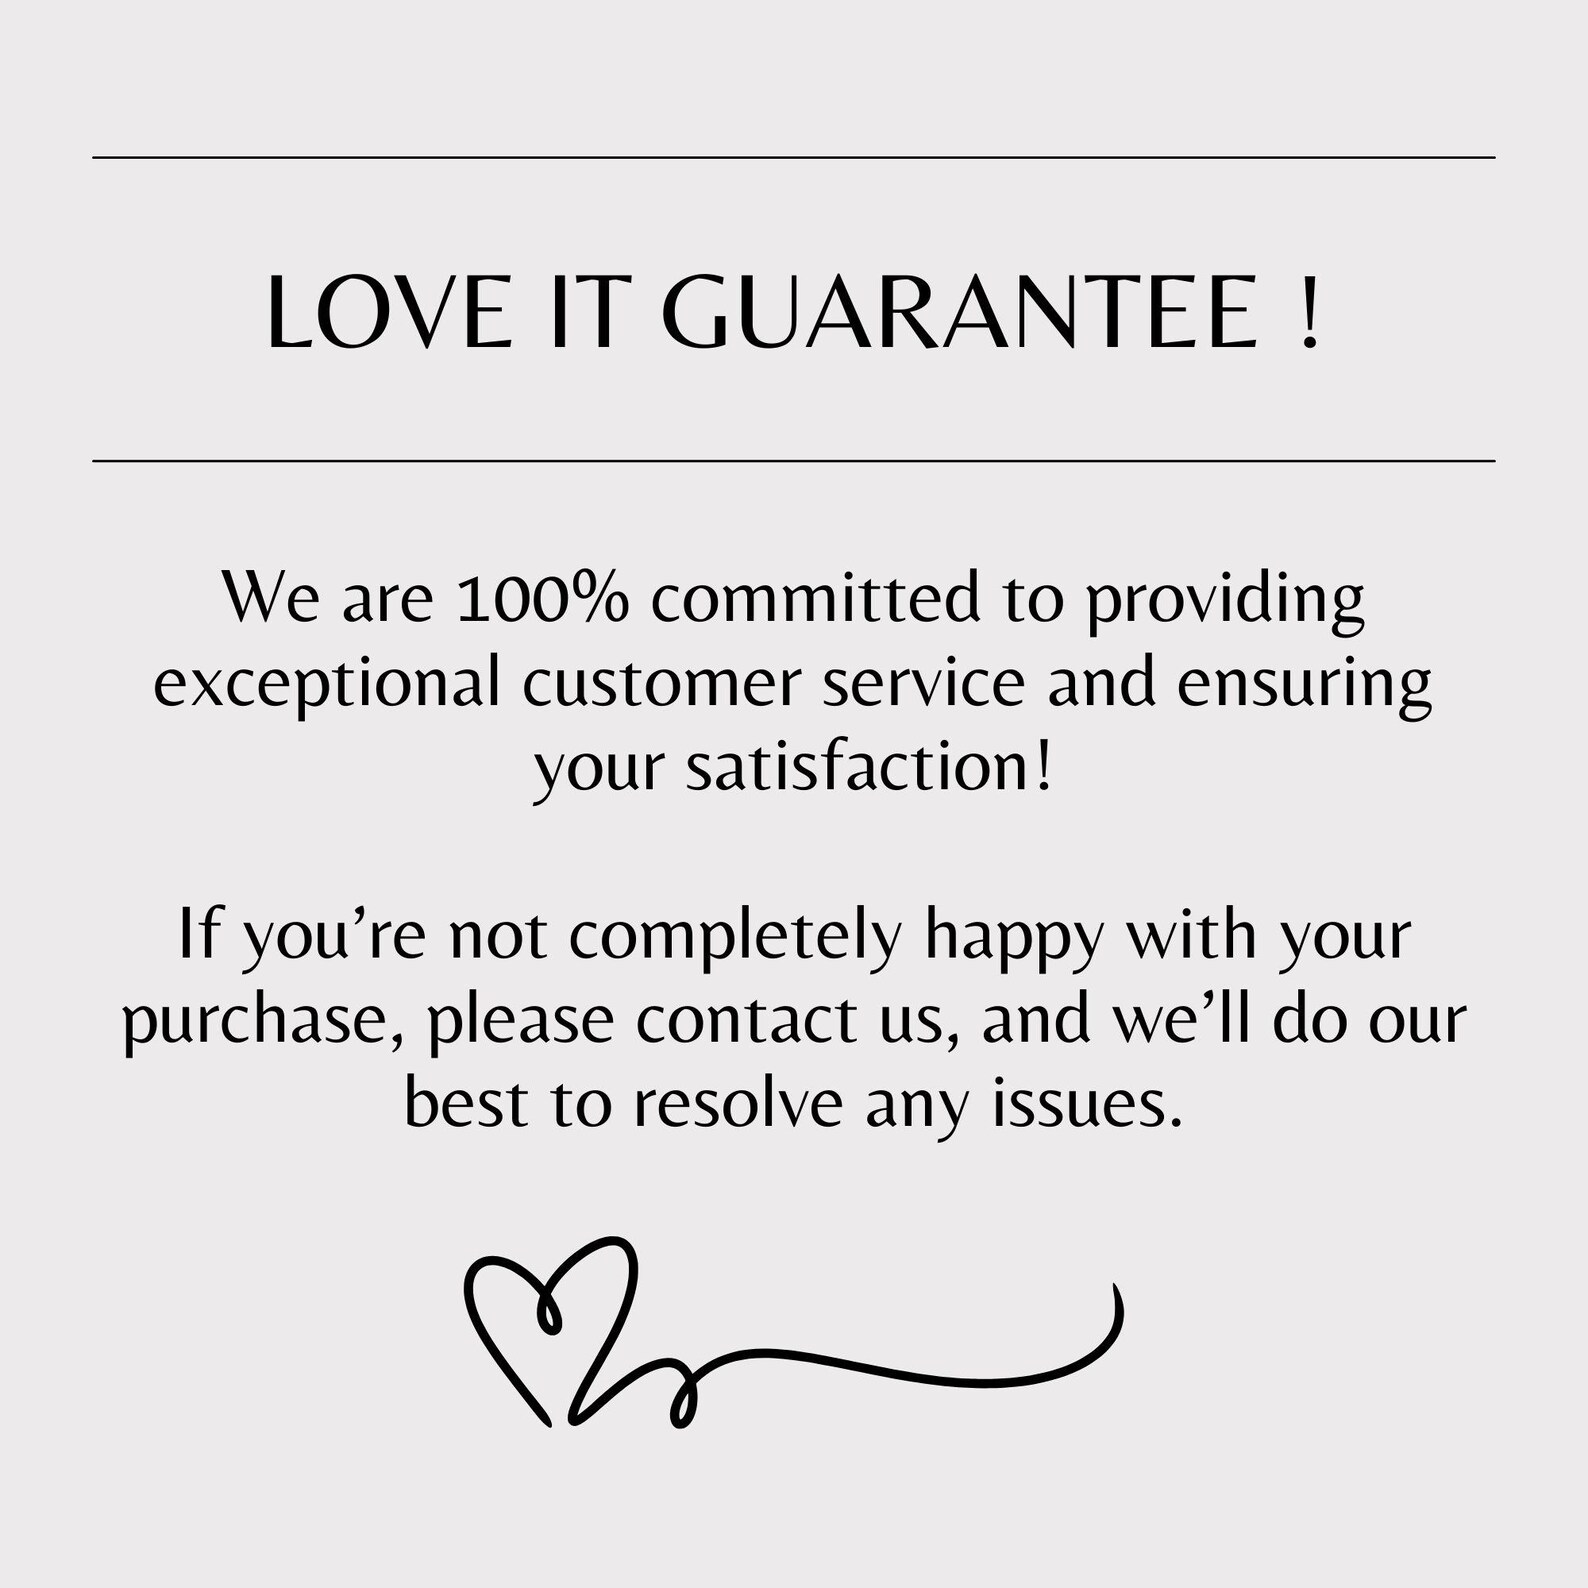 LOVE IT GUARANTEE !
We are 100% committed to providing
exceptional customer service and ensuring
your satisfaction!
If you’re not completely happy with your
purchase, please contact us, and we’ll do our
best to resolve any issues.